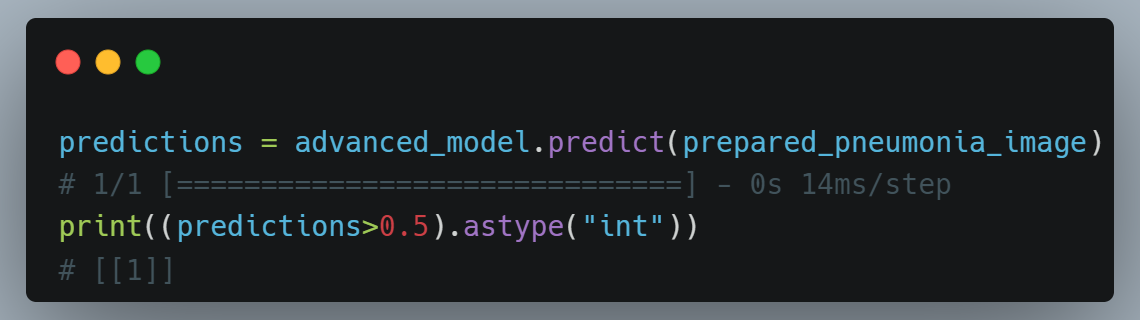 predictions = advanced_model.predict(prepared_pneumonia_image)
# 1/1 [==============================] - 0s 14ms/step
print((predictions>0.5).astype("int"))
# [[1]]